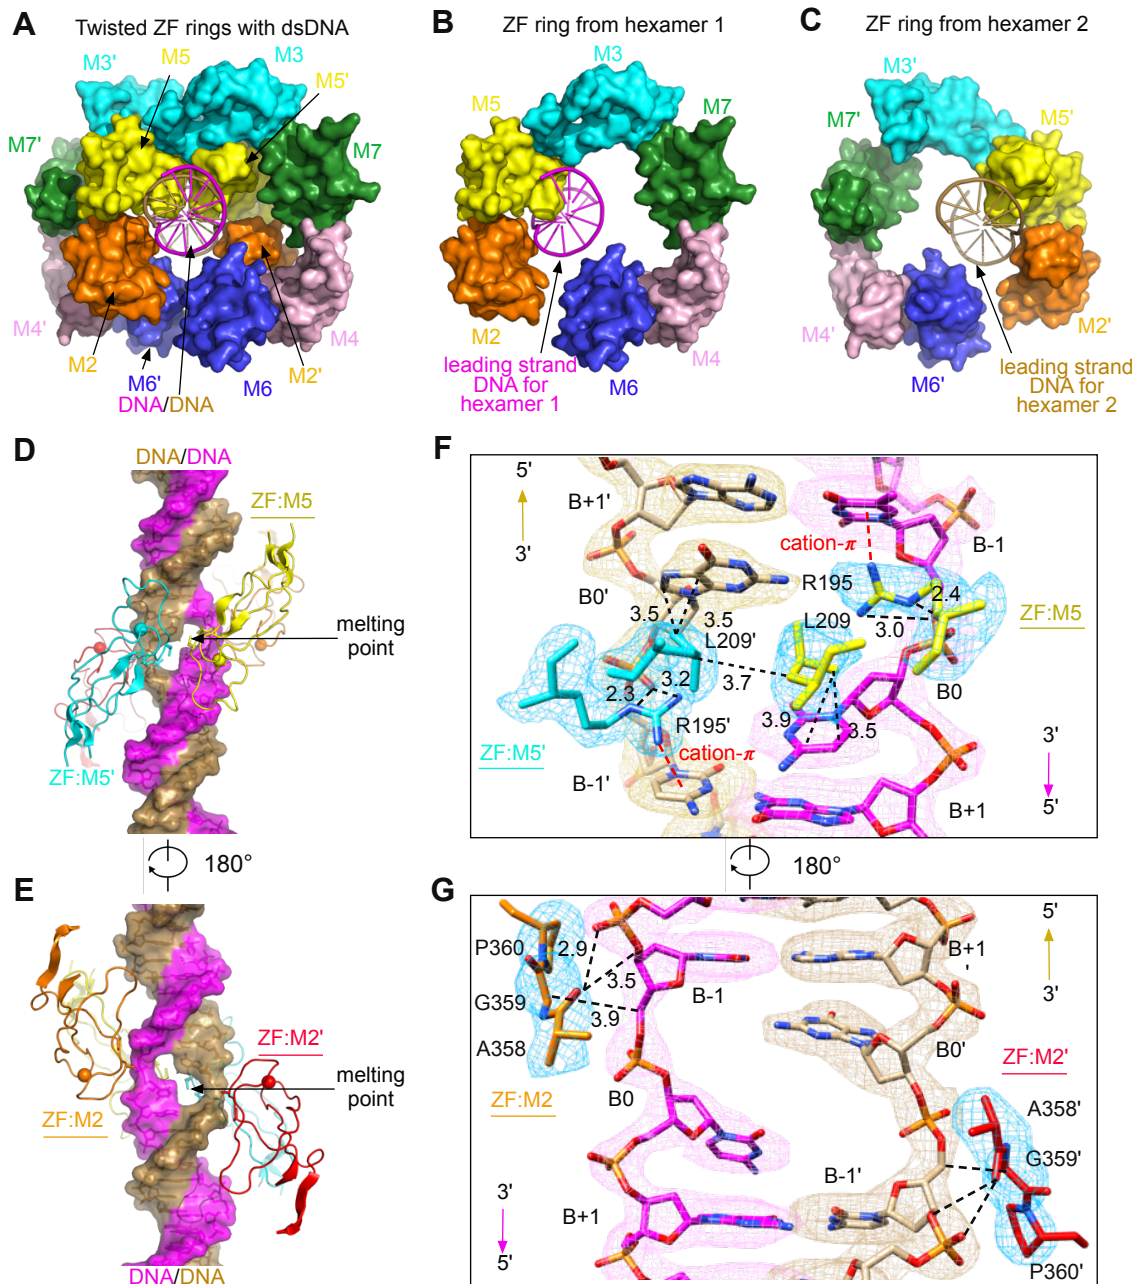 A
Twisted ZF rings with dsDNA
M3'
M5
M3
M5'
M7'
M7
M4'
M2
M6'
M6
M2'
M4
DNA/DNA
B
ZF ring from hexamer 1
M3
M5
M7
M2
M4
M6
leading strand
DNA for
hexamer 1
C
ZF ring from hexamer 2
M3'
M7'
M5'
M4'
M2'
M6'
leading strand
DNA for
hexamer 2
D
DNA/DNA
ZF:M5
melting
point
ZF:M5'
180°
E
ZF:M2'
melting
point
ZF:M2
DNA/DNA
F
5'
3'
B+1'
cation-π
B-1
B0'
R195
2.4
ZF:M5
3.5
3.5
L209'
L209
3.0
3.7
3.2
2.3
B0
3.9
3.5
R195'
ZF:M5'
cation-π
B-1'
3'
5'
B+1
180°
G
P360
2.9
3.5
B-1
G359
3.9
A358
B+1
'
5'
3'
B0'
ZF:M2'
ZF:M2
B0
A358'
G359'
B-1'
3'
5'
B+1
P360'